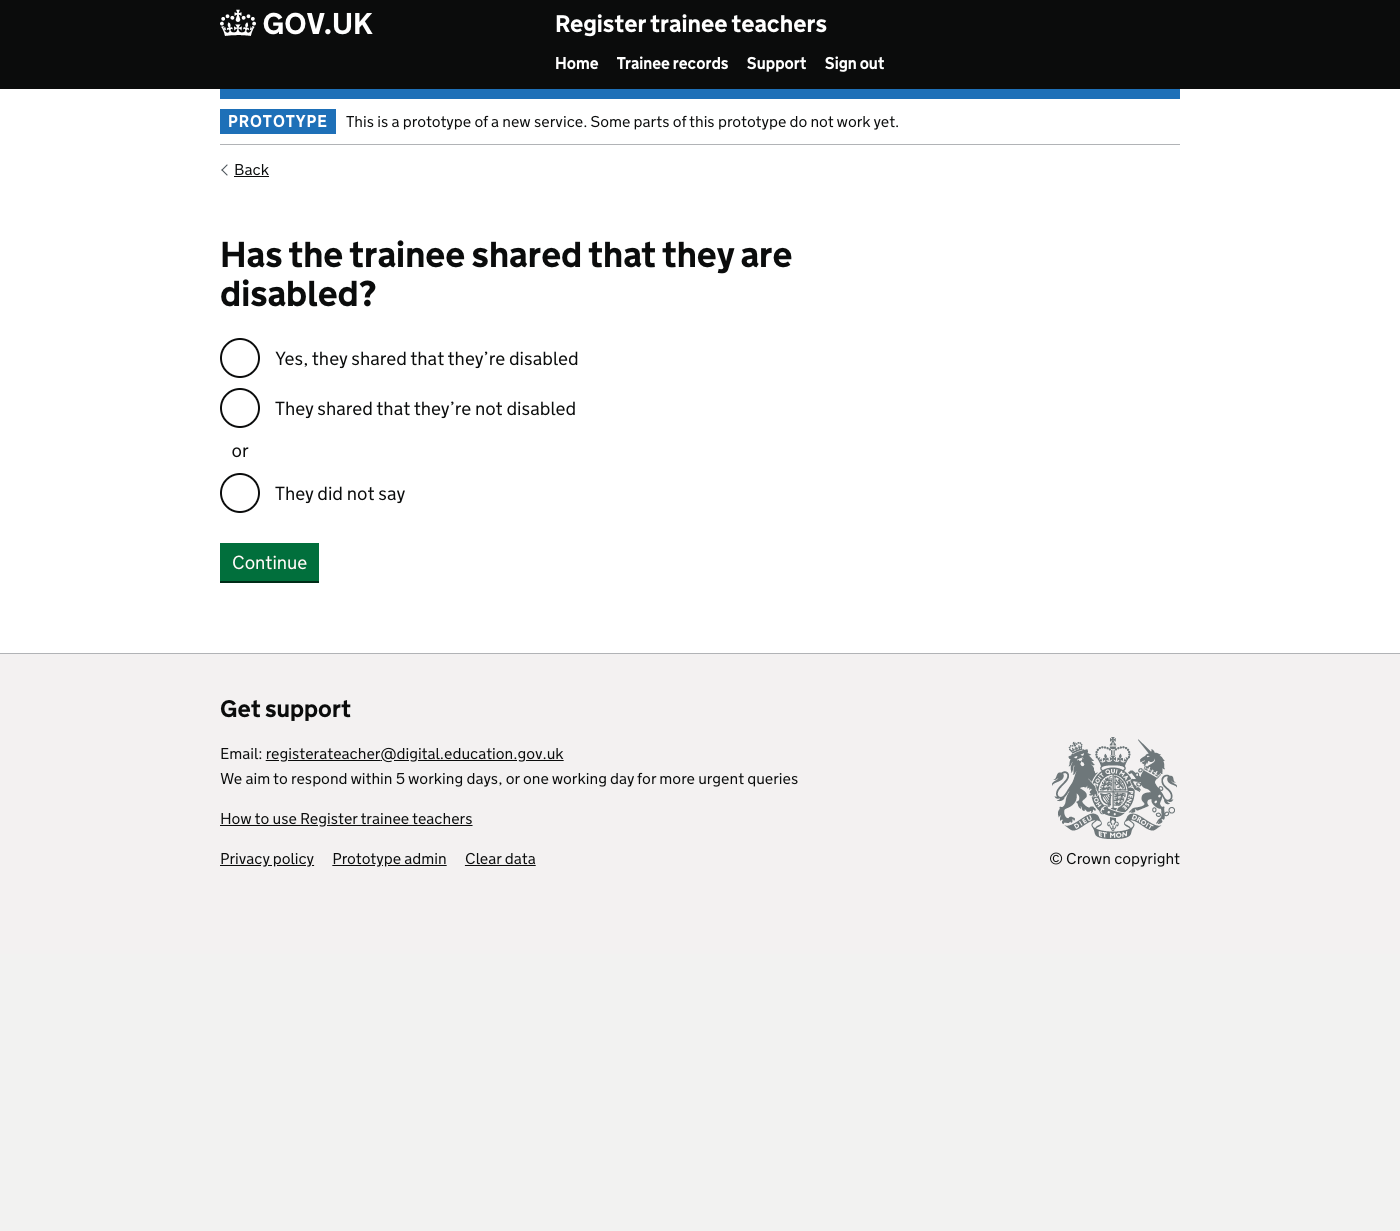 GOV.UK
Register trainee teachers
Home Trainee records Support Sign out
PROTOTYPE This is a prototype of a new service. Some parts of this prototype do not work yet.
Back
Has the trainee shared that they are
disabled?
Yes, they shared that they’re disabled
They shared that they’re not disabled
or
They did not say
Continue
Get support
Email: registerateacher@digital.education.gov.uk
We aim to respond within 5 working days, or one working day for more urgent queries
How to use Register trainee teachers
Privacy policy Prototype admin Clear data
DIEU ET MON DROIT
© Crown copyright